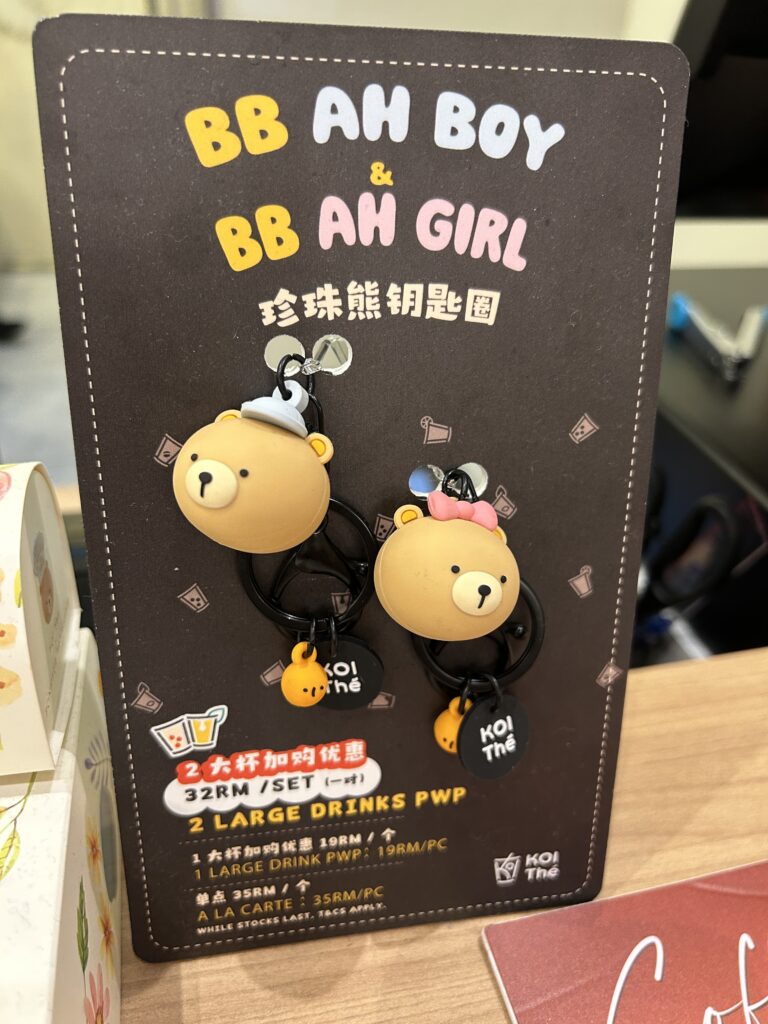 BB AH BOY
&
BB AH GIRL
珍珠熊钥匙圈
KOI
Thé
KOI
Thé
2 大杯加购优惠
32RM /SET (一对)
2 LARGE DRINKS PWP
1 大杯加购优惠 19RM / 个
1 LARGE DRINK PWP: 19RM/PC
单点 35RM / 个
A LA CARTE : 35RM/PC
WHILE STOCKS LAST, T&CS APPLY.
KOI
Thé